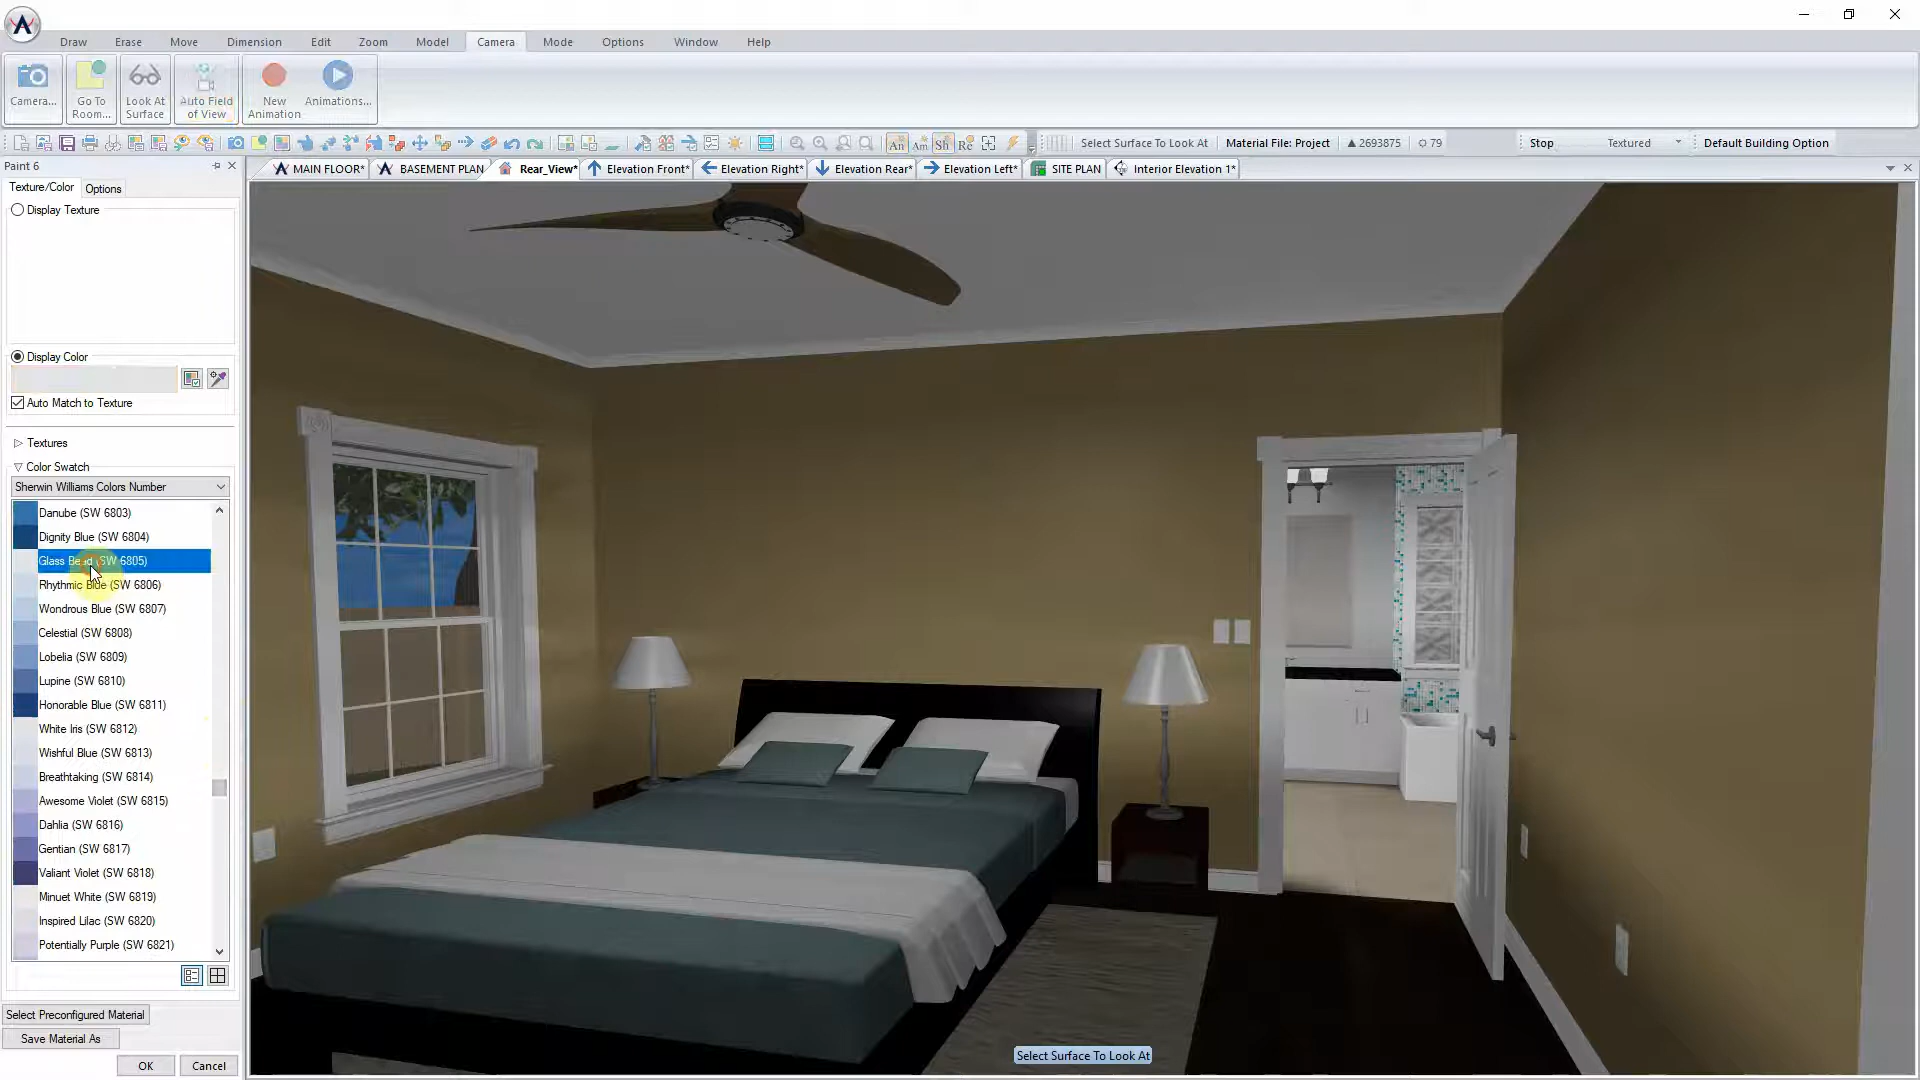 Draw Erase Move Dimension Edit Zoom Model Camera Mode Options Window Help
Camera...
Go To
Room...
Look At
Surface
Auto Field
of View
New
Animation
Animations...
An Am Sh Re
Select Surface To Look At
Material File: Project
2693875
79
Stop
Textured
Default Building Option
Paint 6
MAIN FLOOR*
BASEMENT PLAN
Rear_View*
Elevation Front*
Elevation Right*
Elevation Rear*
Elevation Left*
SITE PLAN
Interior Elevation 1*
Texture/Color
Options
Display Texture
Display Color
Auto Match to Texture
Textures
Color Swatch
Sherwin Williams Colors Number
Danube (SW 6803)
Dignity Blue (SW 6804)
Glass Bead (SW 6805)
Rhythmic Blue (SW 6806)
Wondrous Blue (SW 6807)
Celestial (SW 6808)
Lobelia (SW 6809)
Lupine (SW 6810)
Honorable Blue (SW 6811)
White Iris (SW 6812)
Wishful Blue (SW 6813)
Breathtaking (SW 6814)
Awesome Violet (SW 6815)
Dahlia (SW 6816)
Gentian (SW 6817)
Valiant Violet (SW 6818)
Minuet White (SW 6819)
Inspired Lilac (SW 6820)
Potentially Purple (SW 6821)
Select Preconfigured Material
Save Material As
OK
Cancel
Select Surface To Look At